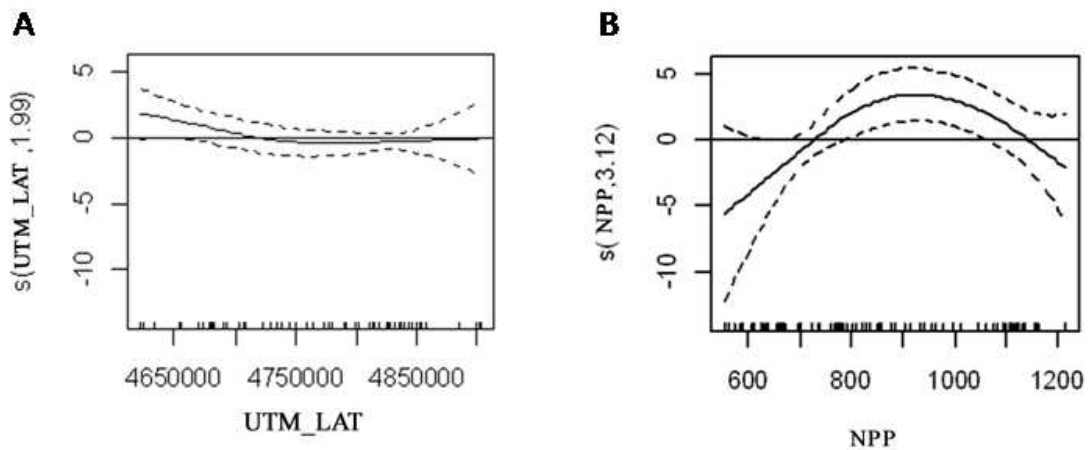 A
5
0
-5
-10
s(UTM_LAT ,1.99)
4650000 4750000 4850000
UTM_LAT
B
5
0
-5
-10
s( NPP,3.12)
600 800 1000 1200
NPP